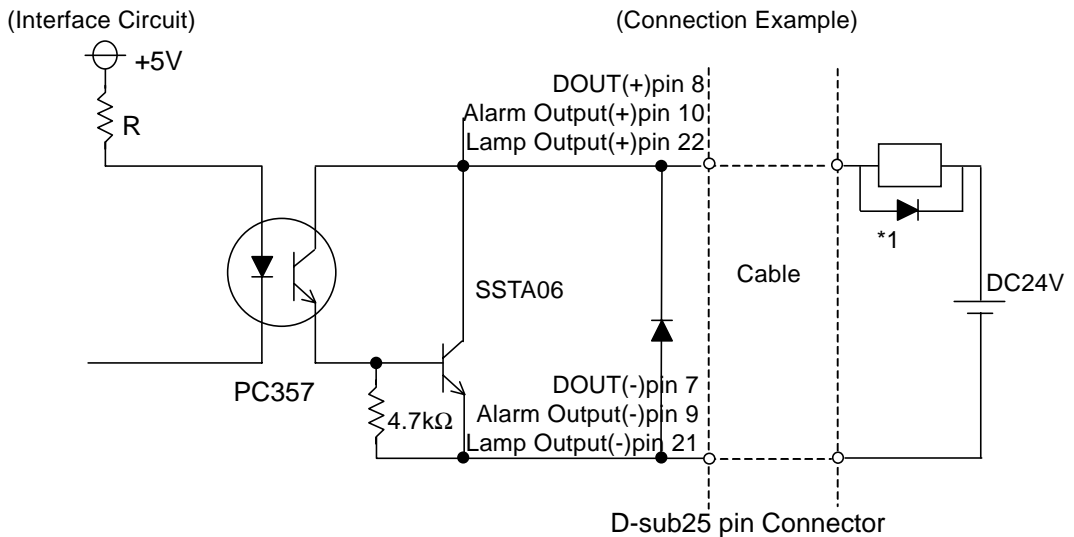 (Interface Circuit)
(Connection Example)
+5V
R
DOUT(+)pin 8
Alarm Output(+)pin 10
Lamp Output(+)pin 22
*1
SSTA06
Cable
DC24V
PC357
4.7kΩ
DOUT(-)pin 7
Alarm Output(-)pin 9
Lamp Output(-)pin 21
D-sub25 pin Connector